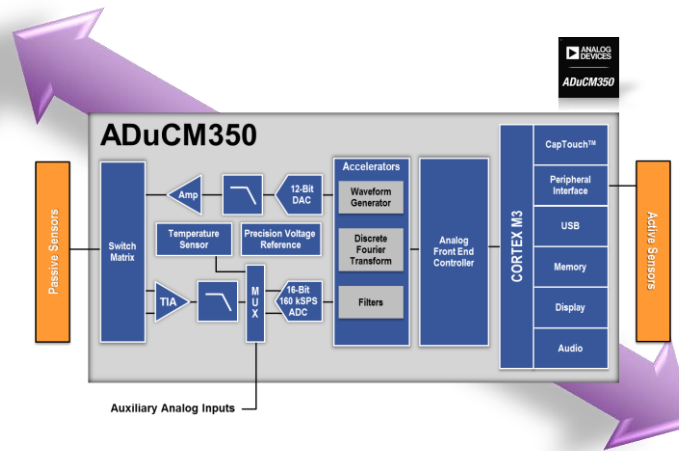 ANALOG
DEVICES
ADuCM350
ADuCM350
Passive Sensors
Switch
Matrix
Amp
12-Bit
DAC
Temperature
Sensor
Precision Voltage
Reference
TIA
MUX
16-Bit
160 kSPS
ADC
Accelerators
Waveform
Generator
Discrete
Fourier
Transform
Filters
Analog
Front End
Controller
CORTEX M3
CapTouch™
Peripheral
Interface
USB
Memory
Display
Audio
Active Sensors
Auxiliary Analog Inputs